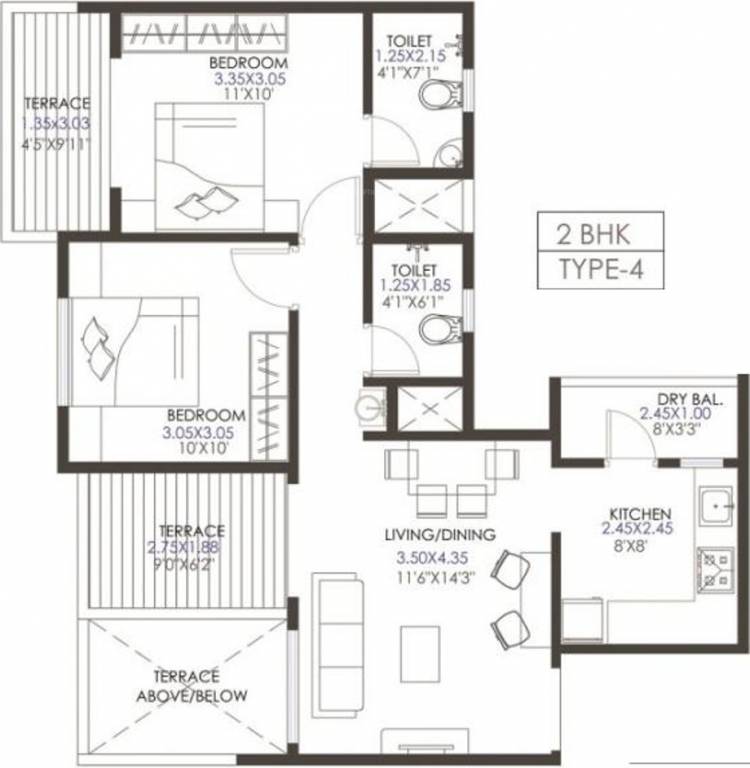 TOILET
1.25X2.15
4'1"X7'1"
BEDROOM
3.35X3.05
11'X10'
TERRACE
1.35x3.03
4'5'X9'11"
2 BHK
TYPE-4
TOILET
1.25X1.85
4'1"X6'1"
BEDROOM
3.05X3.05
10'X10'
DRY BAL.
2.45X1.00
8'X3'3"
KITCHEN
2.45X2.45
8'X8'
TERRACE
2.75X1.88
9'0"X6'2"
LIVING/DINING
3.50X4.35
11'6"X14'3"
TERRACE
ABOVE/BELOW